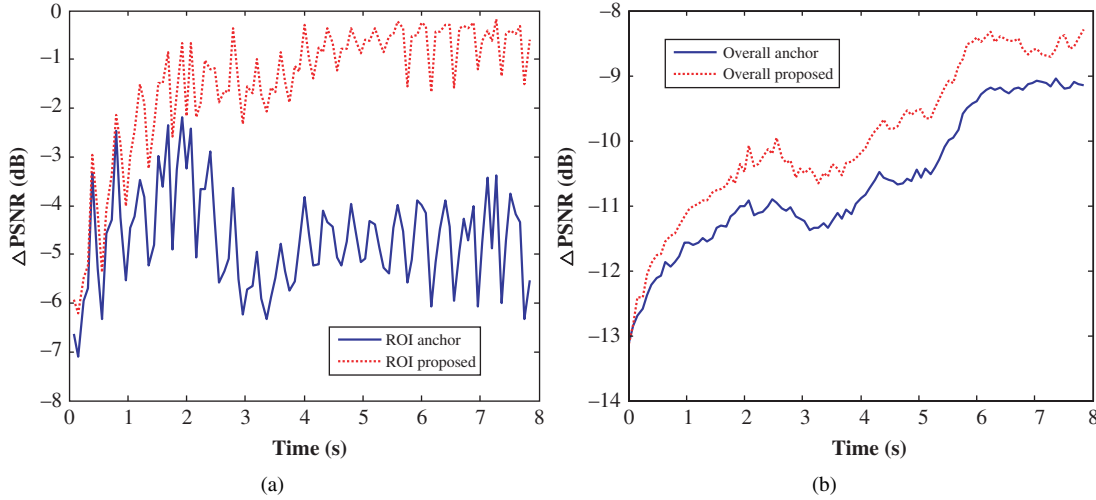 0
–1
–2
–3
–4
–5
–6
–7
–8
ΔPSNR (dB)
ROI anchor
ROI proposed
0 1 2 3 4 5 6 7 8
Time (s)
(a)
–8
–9
–10
–11
–12
–13
–14
ΔPSNR (dB)
Overall anchor
Overall proposed
0 1 2 3 4 5 6 7 8
Time (s)
(b)